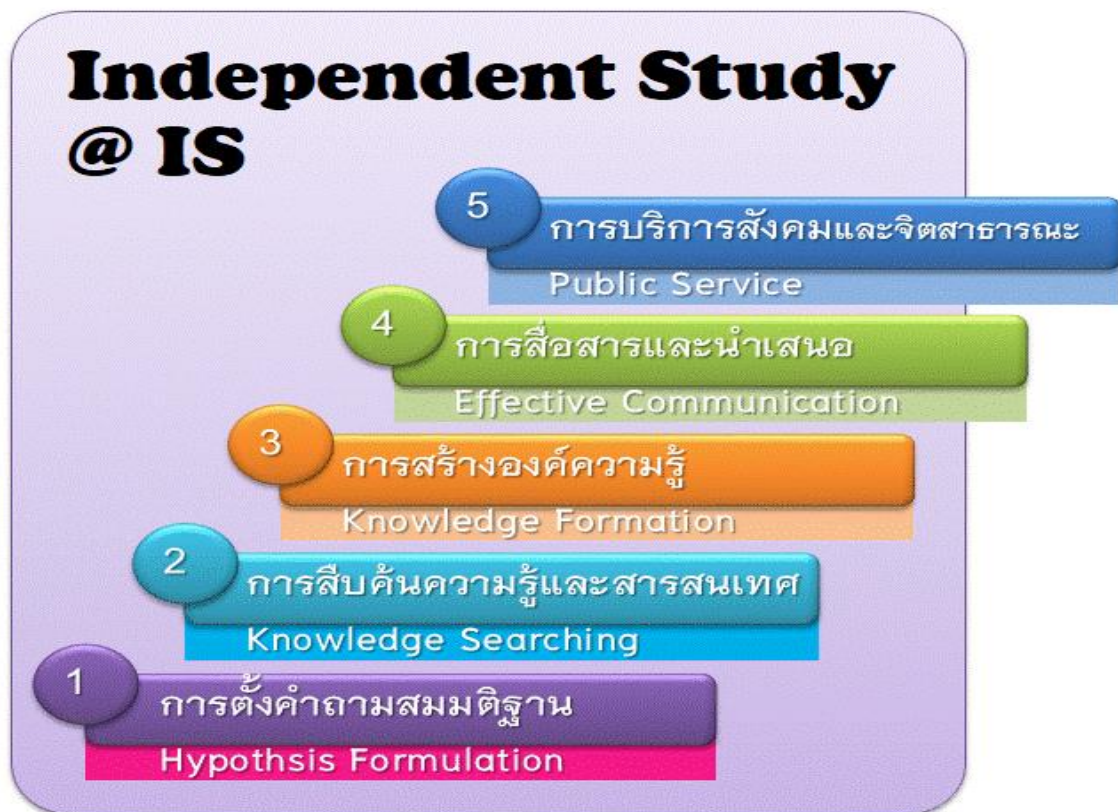 Independent Study
@ IS
5
การบริการสังคมและจิตสาธารณะ
Public Service
4
การสื่อสารและนำเสนอ
Effective Communication
3
การสร้างองค์ความรู้
Knowledge Formation
2
การสืบค้นความรู้และสารสนเทศ
Knowledge Searching
1
การตั้งคำถามสมมติฐาน
Hypothsis Formulation